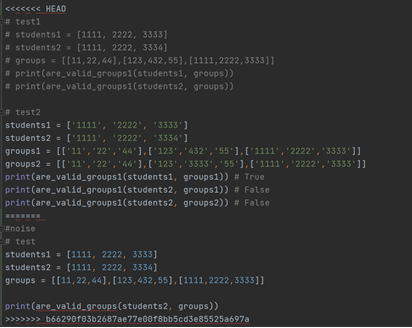 <<<<<<< HEAD
# test1
# students1 = [1111, 2222, 3333]
# students2 = [1111, 2222, 3334]
# groups = [[11,22,44],[123,432,55],[1111,2222,3333]]
# print(are_valid_groups1(students1, groups))
# print(are_valid_groups1(students2, groups))
# test2
students1 = ['1111', '2222', '3333']
students2 = ['1111', '2222', '3334']
groups1 = [['11','22','44'],['123','432','55'],['1111','2222','3333']]
groups2 = [['11','22','44'],['123','3333','55'],['1111','2222','3333']]
print(are_valid_groups1(students1, groups1)) # True
print(are_valid_groups1(students2, groups1)) # False
print(are_valid_groups1(students2, groups2)) # False
=======
#noise
# test
students1 = [1111, 2222, 3333]
students2 = [1111, 2222, 3334]
groups = [[11,22,44],[123,432,55],[1111,2222,3333]]
print(are_valid_groups(students2, groups))
>>>>>>> b66290f03b2687ae77e00f8bb5cd3e85525a697a